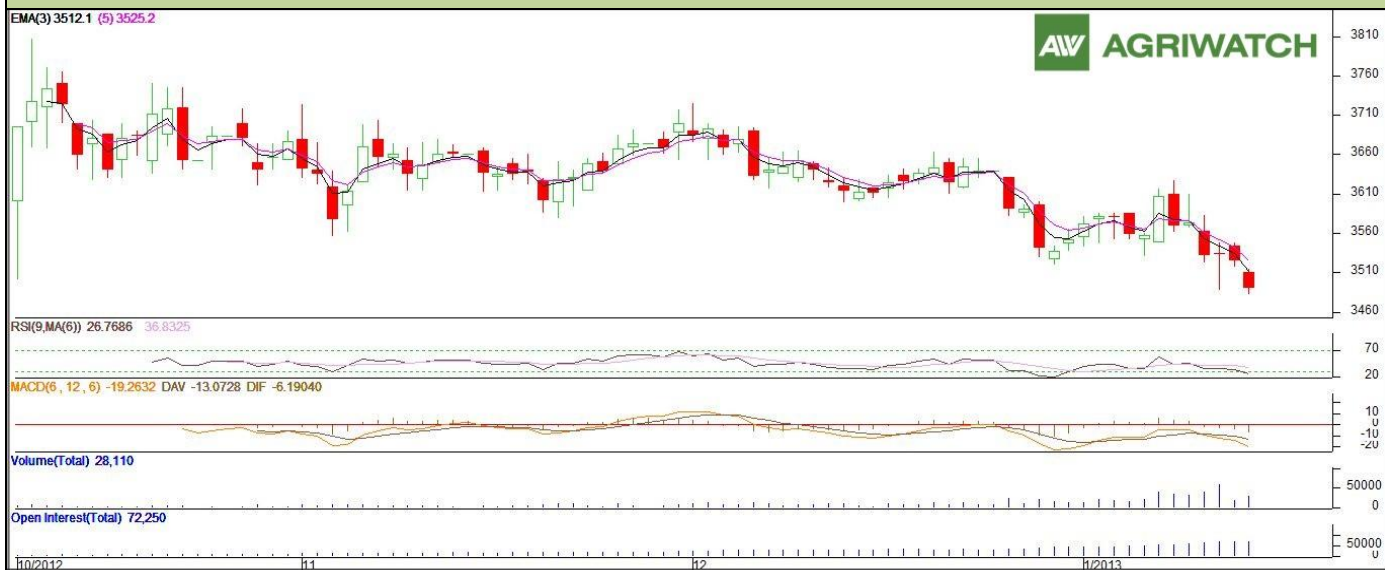 EMA(3) 3512.1 (5) 3525.2
AW AGRIWATCH
3810
3760
3710
3660
3610
3560
3510
3460
RSI(9,MA(6)) 26.7686 36.8325
70
20
MACD(6 , 12 , 6) -19.2632 DAV -13.0728 DIF -6.19040
10
0
-10
-20
Volume(Total) 28,110
50000
0
Open Interest(Total) 72,250
50000
0
10/2012 11 12 1/2013